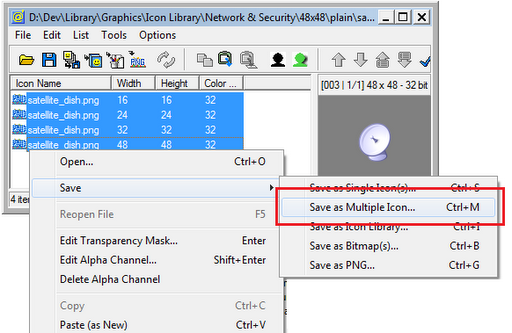 D:\Dev\Library\Graphics\Icon Library\Network & Security\48x48\plain\sa...
File Edit List Tools Options
Icon Name Width Height Color ...
[003 | 1/1] 48 x 48 - 32 bit
satellite_dish.png 16 16 32
satellite_dish.png 24 24 32
satellite_dish.png 32 32 32
satellite_dish.png 48 48 32
4 iter
Open... Ctrl+O
Save
Save as Single Icon(s)... Ctrl+S
Reopen File F5
Save as Multiple Icon... Ctrl+M
Save as Icon Library... Ctrl+I
Edit Transparency Mask... Enter
Save as Bitmap(s)... Ctrl+B
Edit Alpha Channel... Shift+Enter
Save as PNG... Ctrl+G
Delete Alpha Channel
Copy Ctrl+C
Paste (as New) Ctrl+V